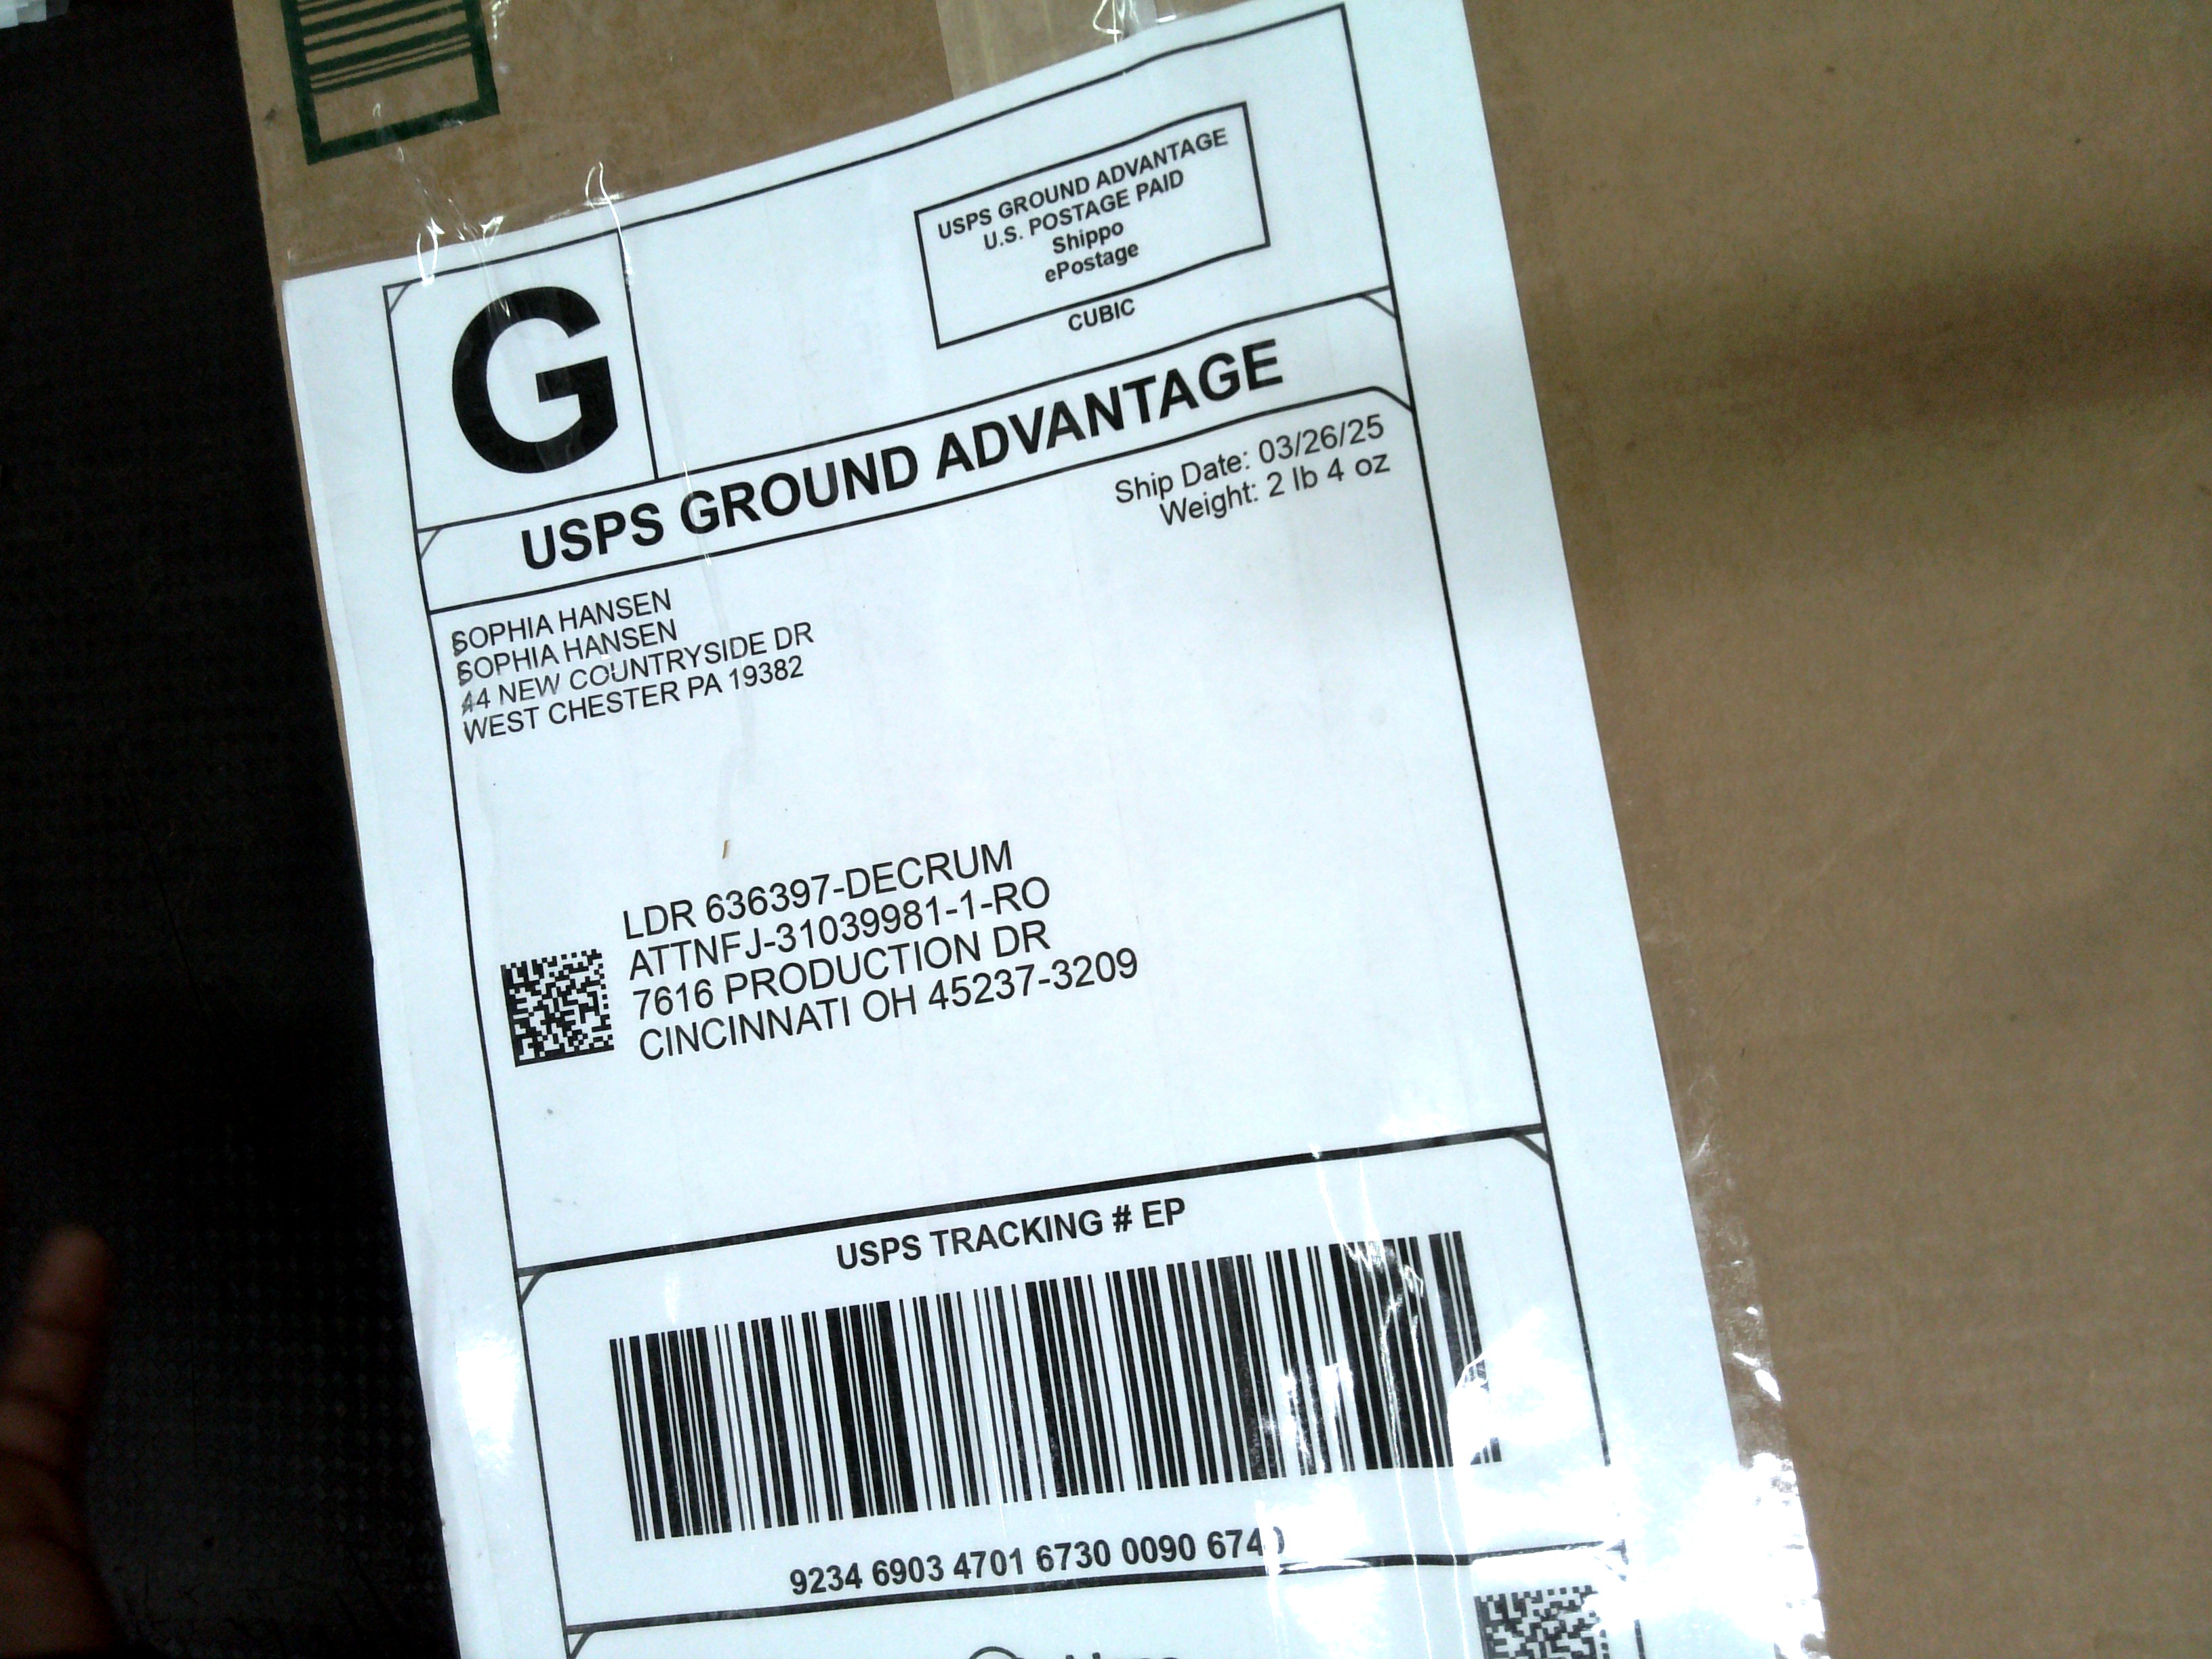 USPS GROUND ADVANTAGE
U.S. POSTAGE PAID
Shippo
ePostage
CUBIC
G
USPS GROUND ADVANTAGE
Ship Date: 03/26/25
Weight: 2 lb 4 oz
SOPHIA HANSEN
SOPHIA HANSEN
44 NEW COUNTRYSIDE DR
WEST CHESTER PA 19382
LDR 636397-DECRUM
ATTNFJ-31039981-1-RO
7616 PRODUCTION DR
CINCINNATI OH 45237-3209
USPS TRACKING # EP
9234 6903 4701 6730 0090 6740